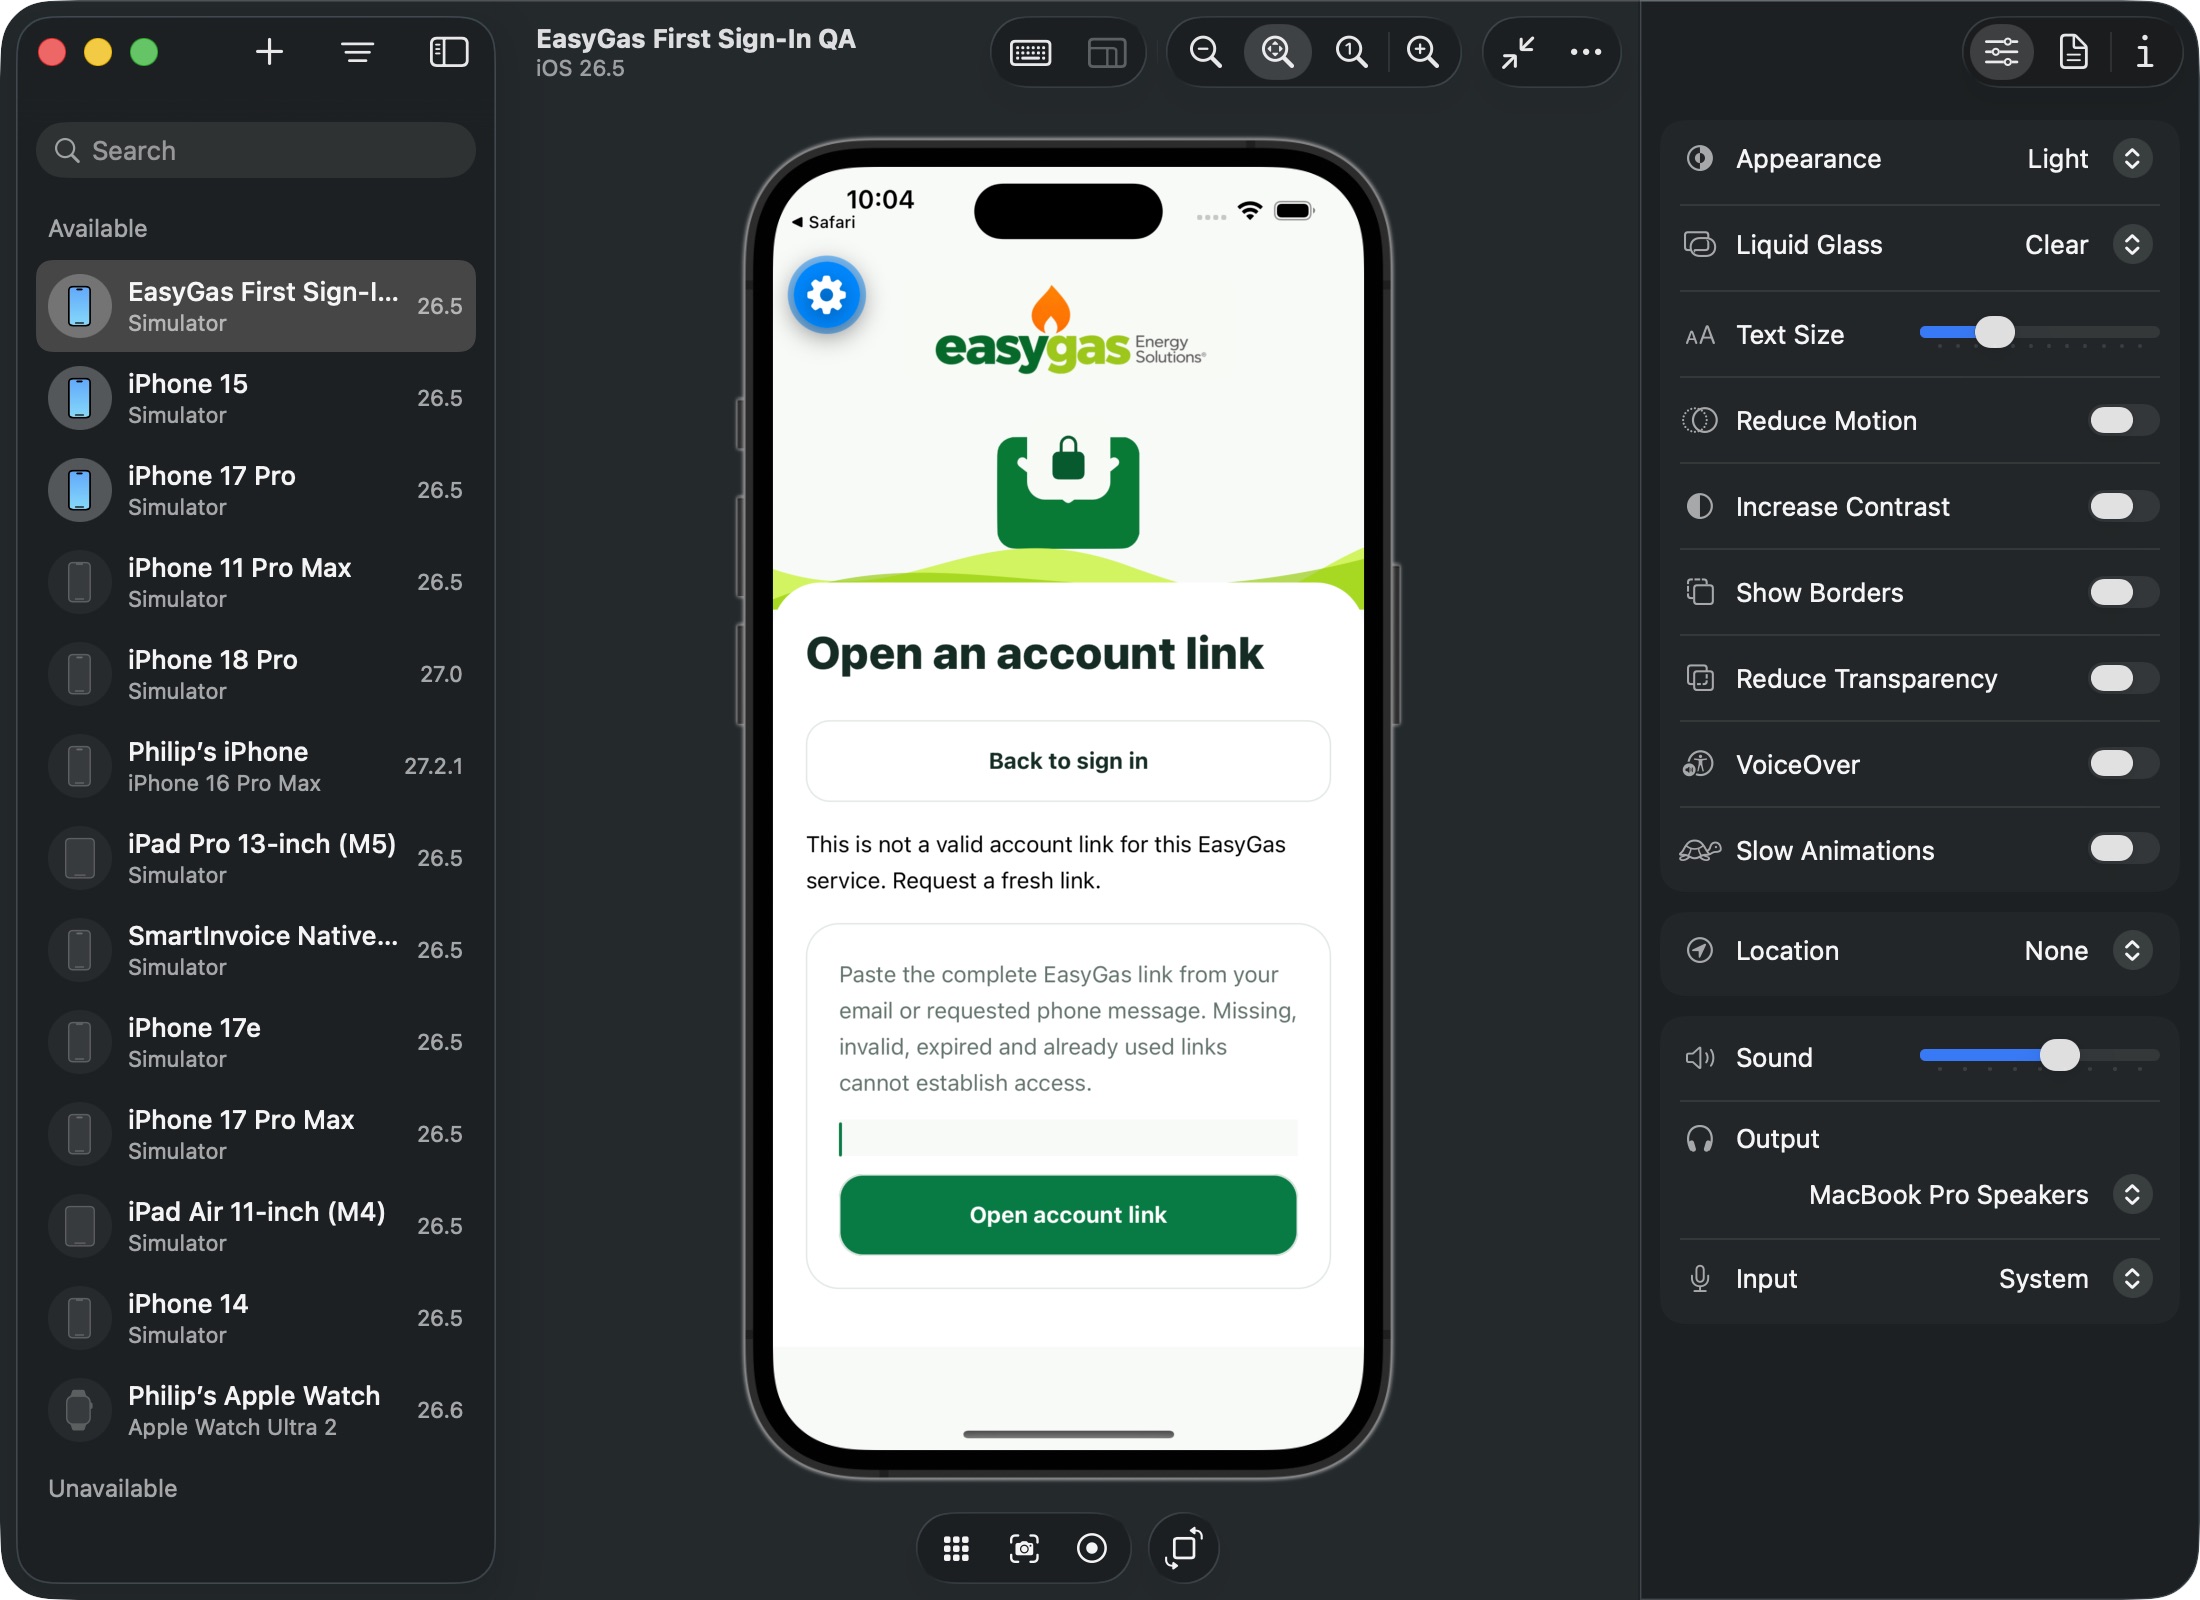 EasyGas First Sign-In QA
iOS 26.5
Search
Available
EasyGas First Sign-I...
Simulator
26.5
iPhone 15
Simulator
26.5
iPhone 17 Pro
Simulator
26.5
iPhone 11 Pro Max
Simulator
26.5
iPhone 18 Pro
Simulator
27.0
Philip's iPhone
iPhone 16 Pro Max
27.2.1
iPad Pro 13-inch (M5)
Simulator
26.5
SmartInvoice Native...
Simulator
26.5
iPhone 17e
Simulator
26.5
iPhone 17 Pro Max
Simulator
26.5
iPad Air 11-inch (M4)
Simulator
26.5
iPhone 14
Simulator
26.5
Philip's Apple Watch
Apple Watch Ultra 2
26.6
Unavailable
10:04
Safari
easygas Energy
Solutions®
Open an account link
Back to sign in
This is not a valid account link for this EasyGas
service. Request a fresh link.
Paste the complete EasyGas link from your
email or requested phone message. Missing,
invalid, expired and already used links
cannot establish access.
Open account link
Appearance Light
Liquid Glass Clear
AA Text Size
Reduce Motion
Increase Contrast
Show Borders
Reduce Transparency
VoiceOver
Slow Animations
Location None
Sound
Output
MacBook Pro Speakers
Input System